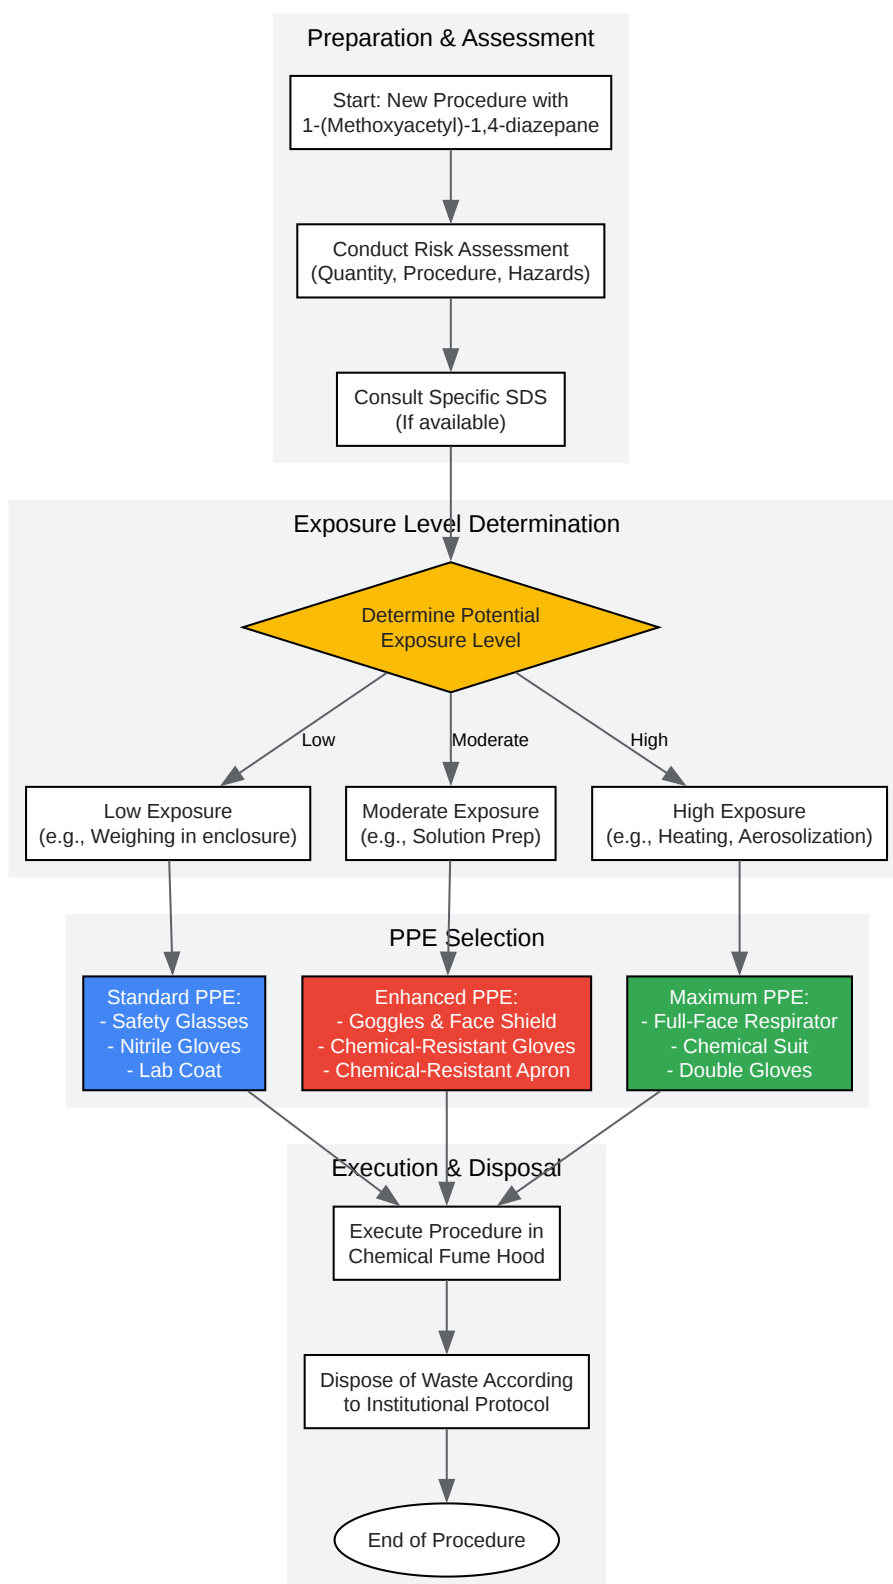 Preparation & Assessment
Start: New Procedure with
1-(Methoxyacetyl)-1,4-diazepane
Conduct Risk Assessment
(Quantity, Procedure, Hazards)
Consult Specific SDS
(If available)
Exposure Level Determination
Determine Potential
Exposure Level
Low
Moderate
High
Low Exposure
(e.g., Weighing in enclosure)
Moderate Exposure
(e.g., Solution Prep)
High Exposure
(e.g., Heating, Aerosolization)
PPE Selection
Standard PPE:
- Safety Glasses
- Nitrile Gloves
- Lab Coat
Enhanced PPE:
- Goggles & Face Shield
- Chemical-Resistant Gloves
- Chemical-Resistant Apron
Maximum PPE:
- Full-Face Respirator
- Chemical Suit
- Double Gloves
Execution & Disposal
Execute Procedure in
Chemical Fume Hood
Dispose of Waste According
to Institutional Protocol
End of Procedure